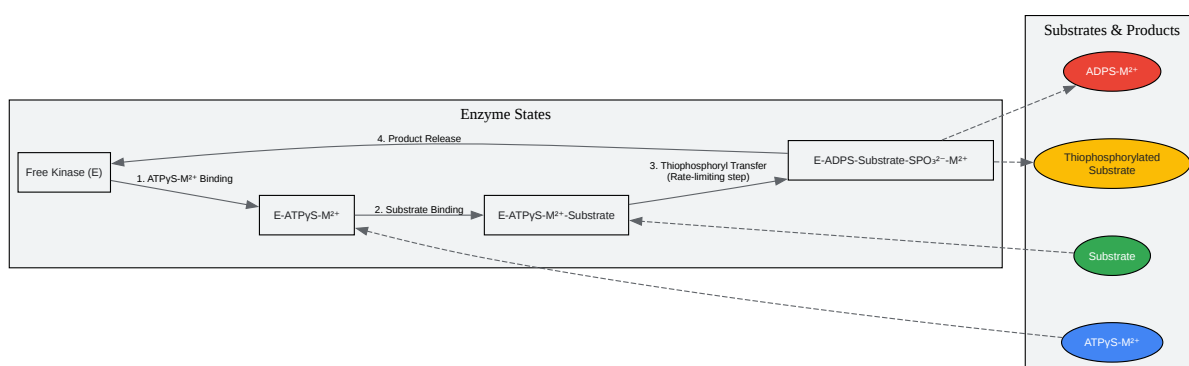 Substrates & Products
ADPS-M²⁺
Enzyme States
4. Product Release
E-ADPS-Substrate-SPO₃²⁻-M²⁺
Thiophosphorylated
Substrate
3. Thiophosphoryl Transfer
(Rate-limiting step)
Free Kinase (E)
1. ATPγS-M²⁺ Binding
E-ATPγS-M²⁺
2. Substrate Binding
E-ATPγS-M²⁺-Substrate
Substrate
ATPγS-M²⁺